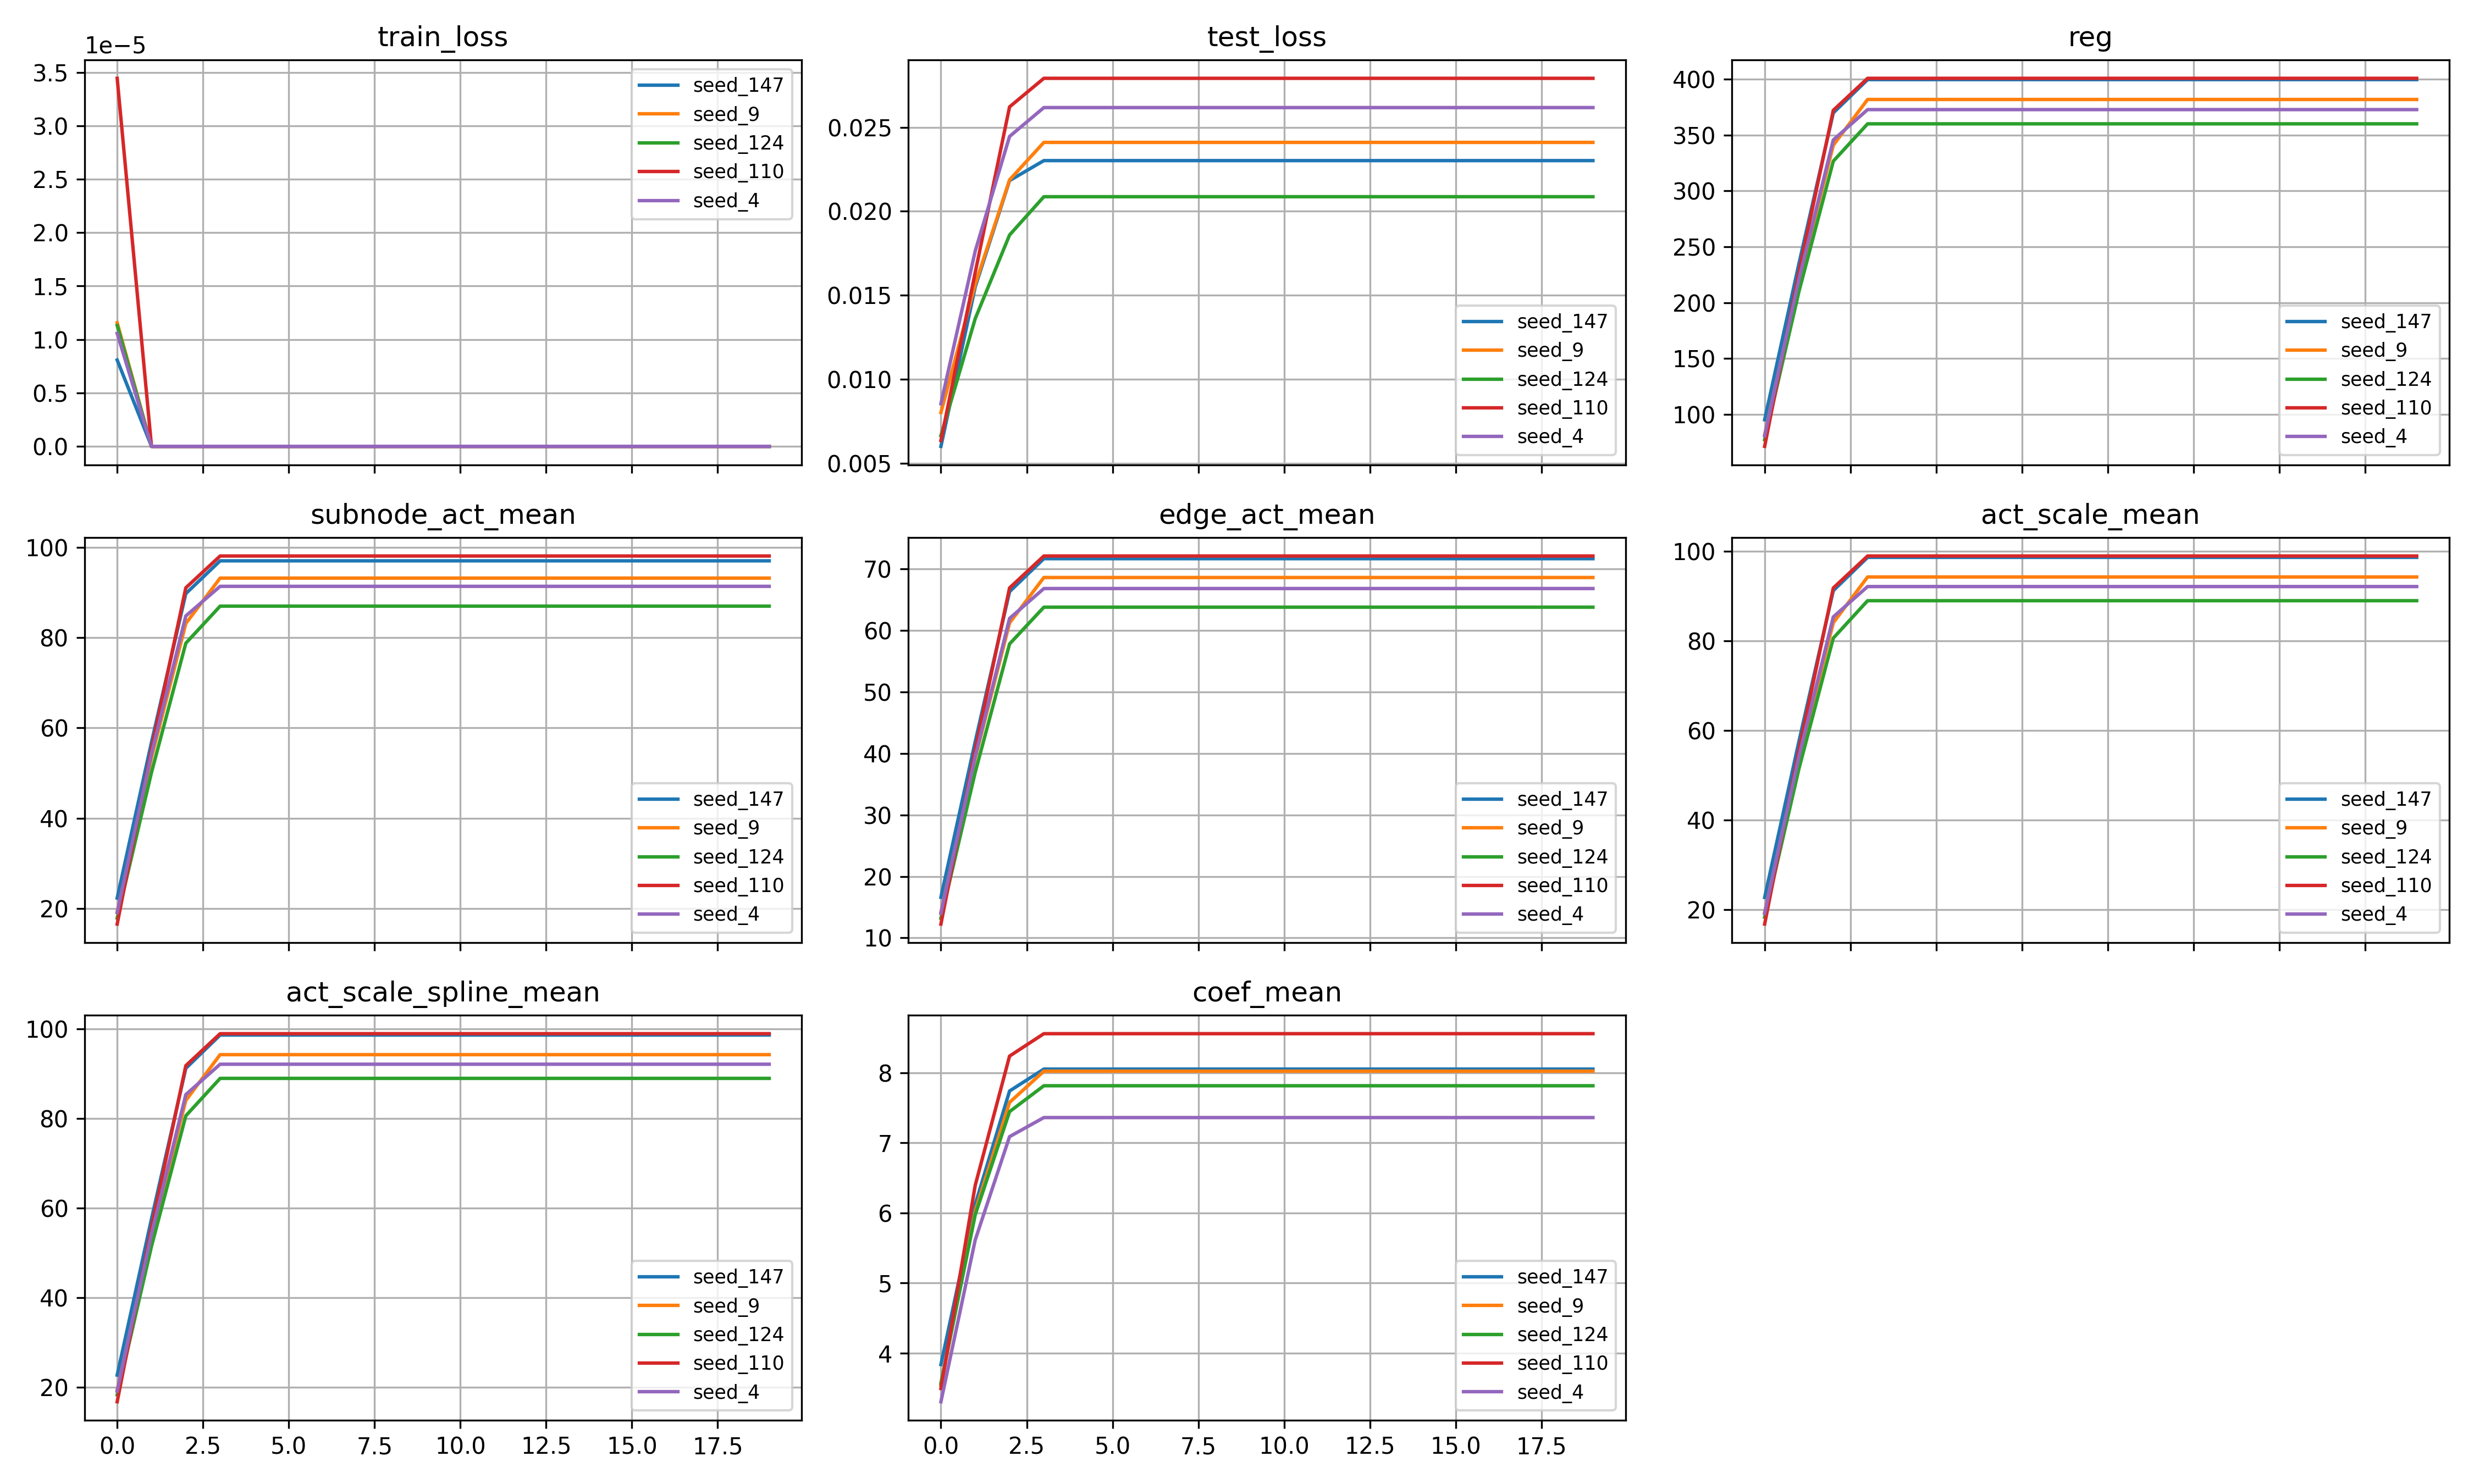 train_loss
1e−5
3.5
3.0
2.5
2.0
1.5
1.0
0.5
0.0
seed_147
seed_9
seed_124
seed_110
seed_4
test_loss
0.025
0.020
0.015
0.010
0.005
seed_147
seed_9
seed_124
seed_110
seed_4
reg
400
350
300
250
200
150
100
seed_147
seed_9
seed_124
seed_110
seed_4
subnode_act_mean
100
80
60
40
20
seed_147
seed_9
seed_124
seed_110
seed_4
edge_act_mean
70
60
50
40
30
20
10
seed_147
seed_9
seed_124
seed_110
seed_4
act_scale_mean
100
80
60
40
20
seed_147
seed_9
seed_124
seed_110
seed_4
act_scale_spline_mean
100
80
60
40
20
seed_147
seed_9
seed_124
seed_110
seed_4
0.0 2.5 5.0 7.5 10.0 12.5 15.0 17.5
coef_mean
8
7
6
5
4
seed_147
seed_9
seed_124
seed_110
seed_4
0.0 2.5 5.0 7.5 10.0 12.5 15.0 17.5